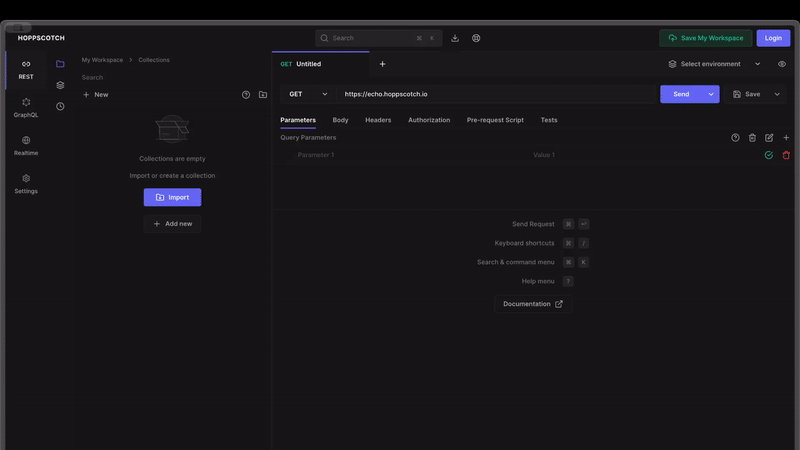 HOPPSCOTCH
Search ⌘ K
Save My Workspace
Login
REST
GraphQL
Realtime
Settings
My Workspace > Collections
Search
+ New
Collections are empty
Import or create a collection
Import
+ Add new
GET Untitled
+
Select environment
GET
https://echo.hoppscotch.io
Send
Save
Parameters Body Headers Authorization Pre-request Script Tests
Query Parameters
Parameter 1 Value 1
Send Request ⌘ ↵
Keyboard shortcuts ⌘ /
Search & command menu ⌘ K
Help menu ?
Documentation